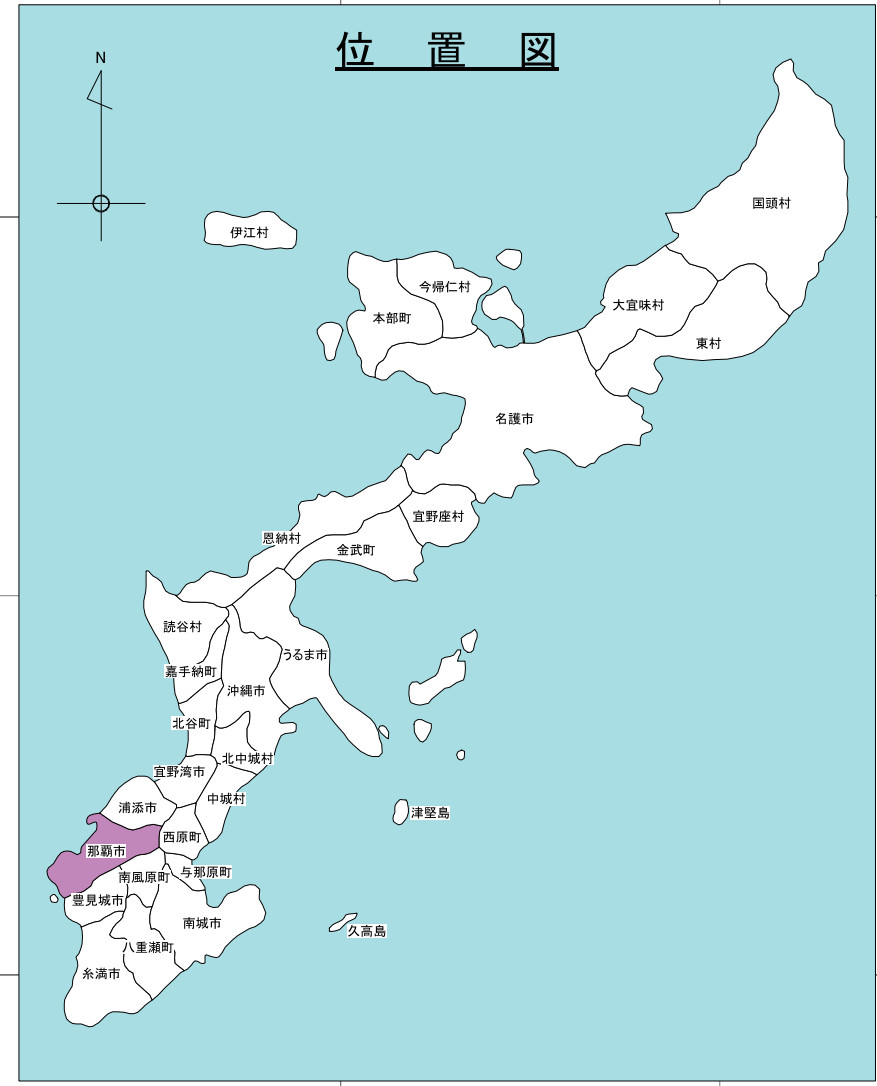 位置図
N
国頭村
伊江村
今帰仁村
大宜味村
本部町
東村
名護市
宜野座村
恩納村
金武町
読谷村
うるま市
嘉手納町
沖縄市
北谷町
北中城村
宜野湾市
中城村
浦添市
津堅島
西原町
那覇市
与那原町
南風原町
豊見城市
南城市
久高島
八重瀬町
糸満市